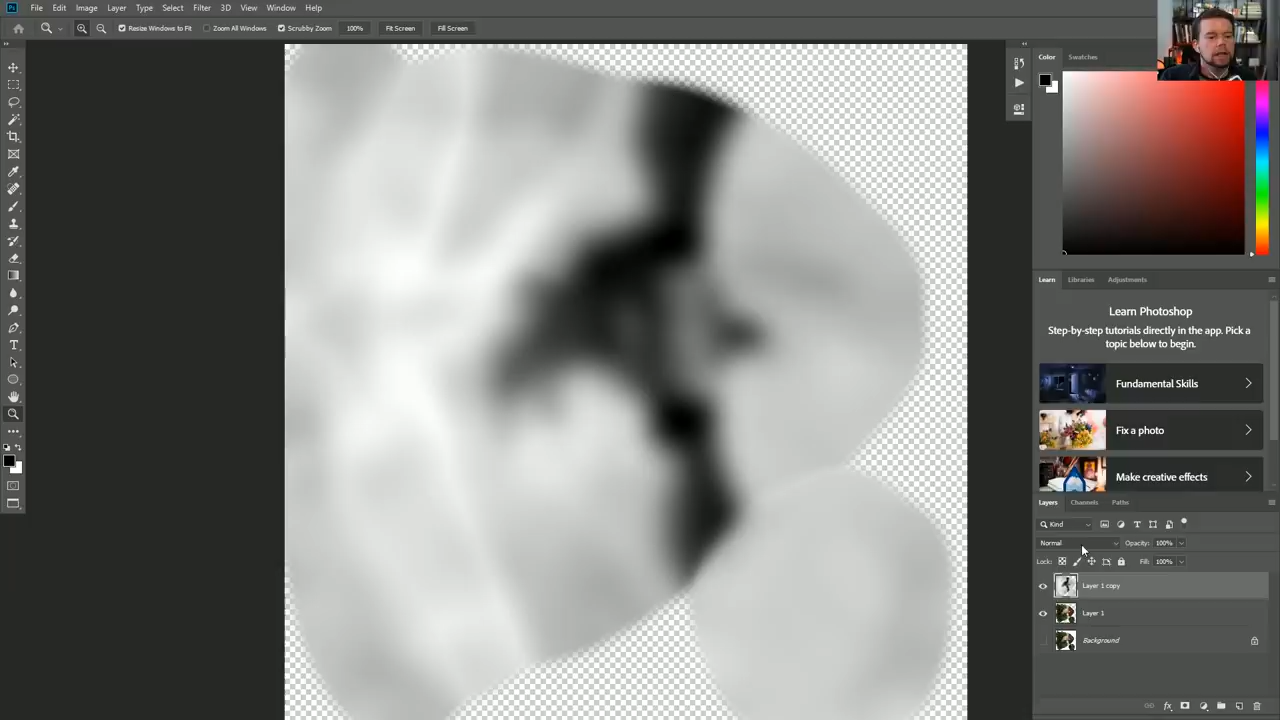 File Edit Image Layer Type Select Filter 3D View Window Help
Resize Windows to Fit Zoom All Windows Scrubby Zoom 100% Fit Screen Fill Screen
Color Swatches
Learn Libraries Adjustments
Learn Photoshop
Step-by-step tutorials directly in the app. Pick a
topic below to begin.
Fundamental Skills
Fix a photo
Make creative effects
Layers Channels Paths
Kind
Normal Opacity: 100%
Lock: Fill: 100%
Layer 1 copy
Layer 1
Background